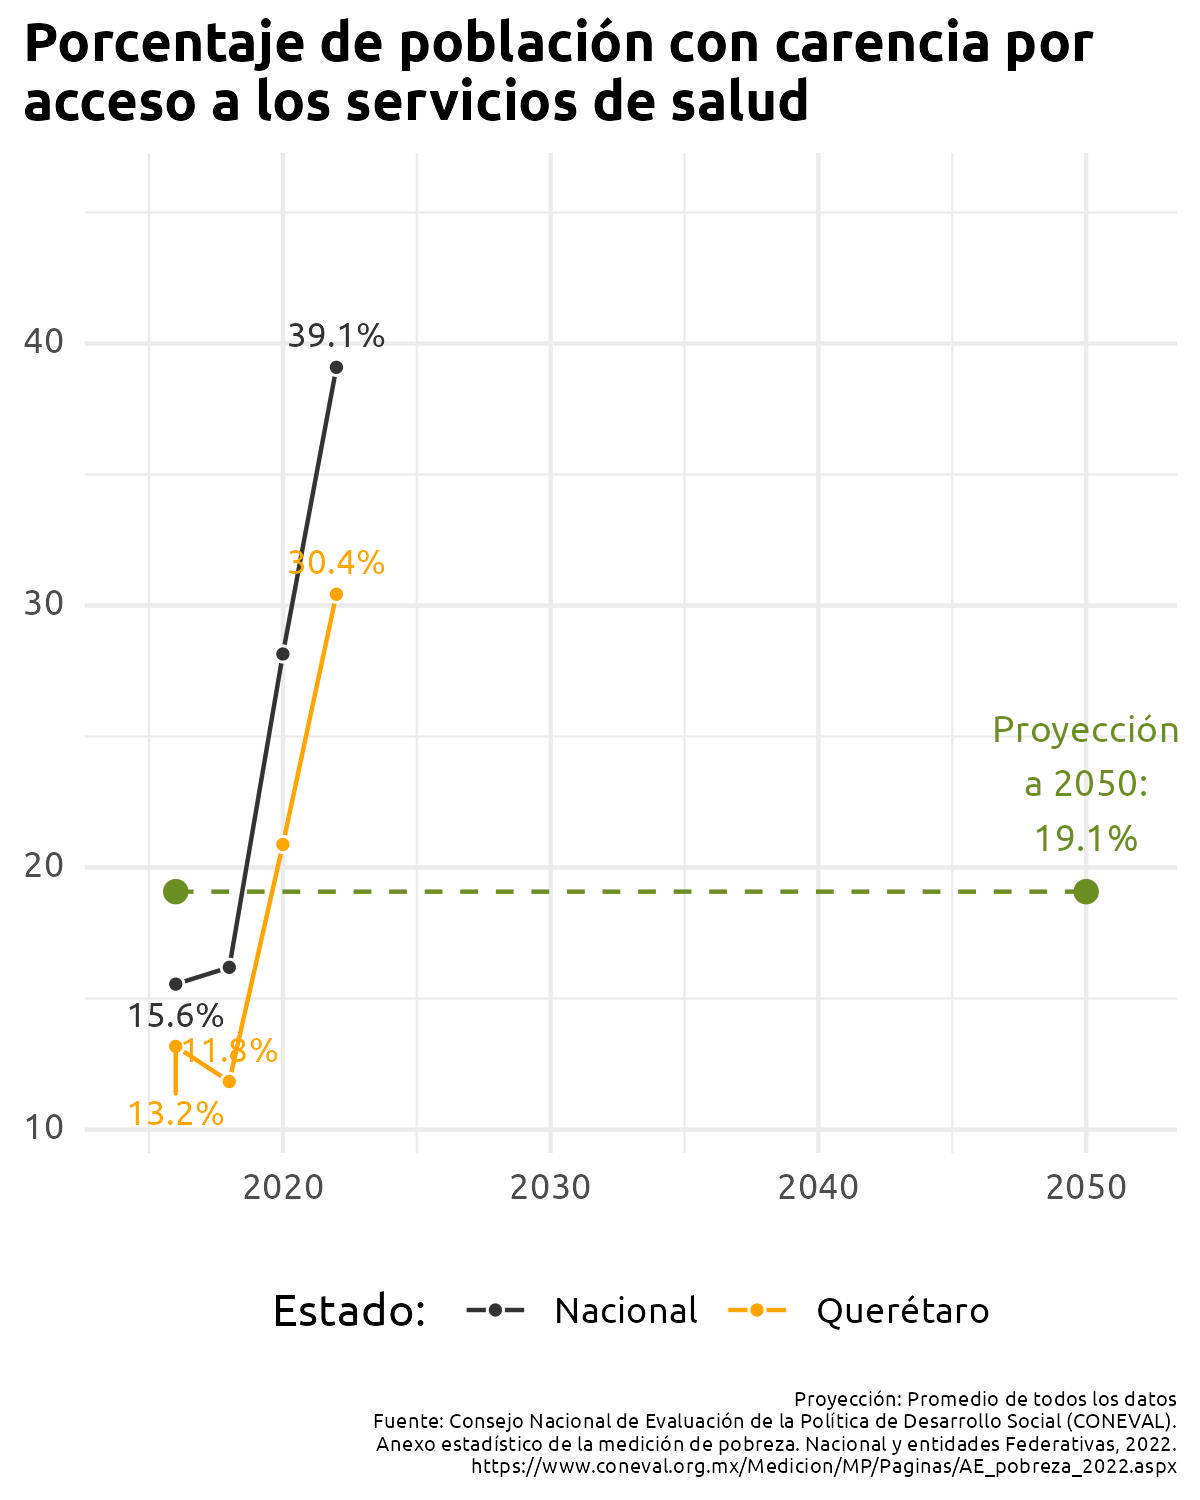 Porcentaje de población con carencia por
acceso a los servicios de salud
40
30
20
10
39.1%
30.4%
Proyección
a 2050:
19.1%
15.6%
11.8%
13.2%
2020
2030
2040
2050
Estado:
Nacional
Querétaro
Proyección: Promedio de todos los datos
Fuente: Consejo Nacional de Evaluación de la Política de Desarrollo Social (CONEVAL).
Anexo estadístico de la medición de pobreza. Nacional y entidades Federativas, 2022.
https://www.coneval.org.mx/Medicion/MP/Paginas/AE_pobreza_2022.aspx